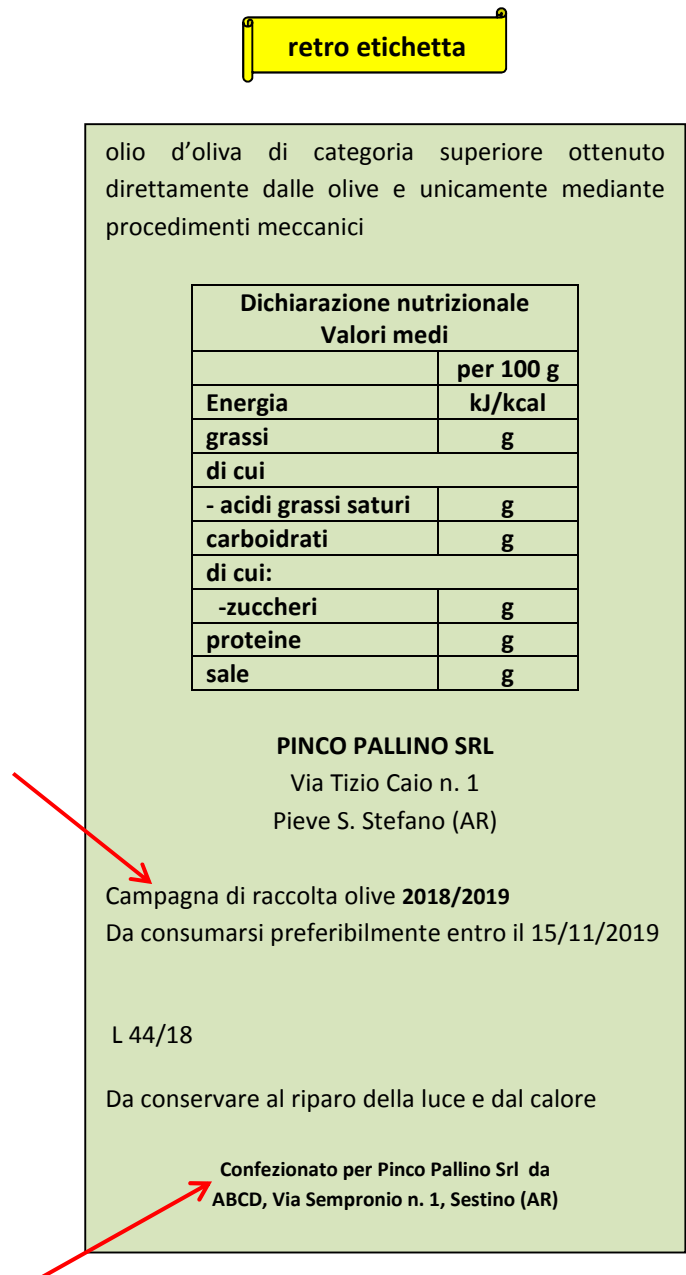 retro etichetta
olio d'oliva di categoria superiore ottenuto
direttamente dalle olive e unicamente mediante
procedimenti meccanici
Dichiarazione nutrizionale
Valori medi
per 100 g
Energia kJ/kcal
grassi g
di cui
- acidi grassi saturi g
carboidrati g
di cui:
-zuccheri g
proteine g
sale g
PINCO PALLINO SRL
Via Tizio Caio n. 1
Pieve S. Stefano (AR)
Campagna di raccolta olive 2018/2019
Da consumarsi preferibilmente entro il 15/11/2019
L 44/18
Da conservare al riparo della luce e dal calore
Confezionato per Pinco Pallino Srl da
ABCD, Via Sempronio n. 1, Sestino (AR)